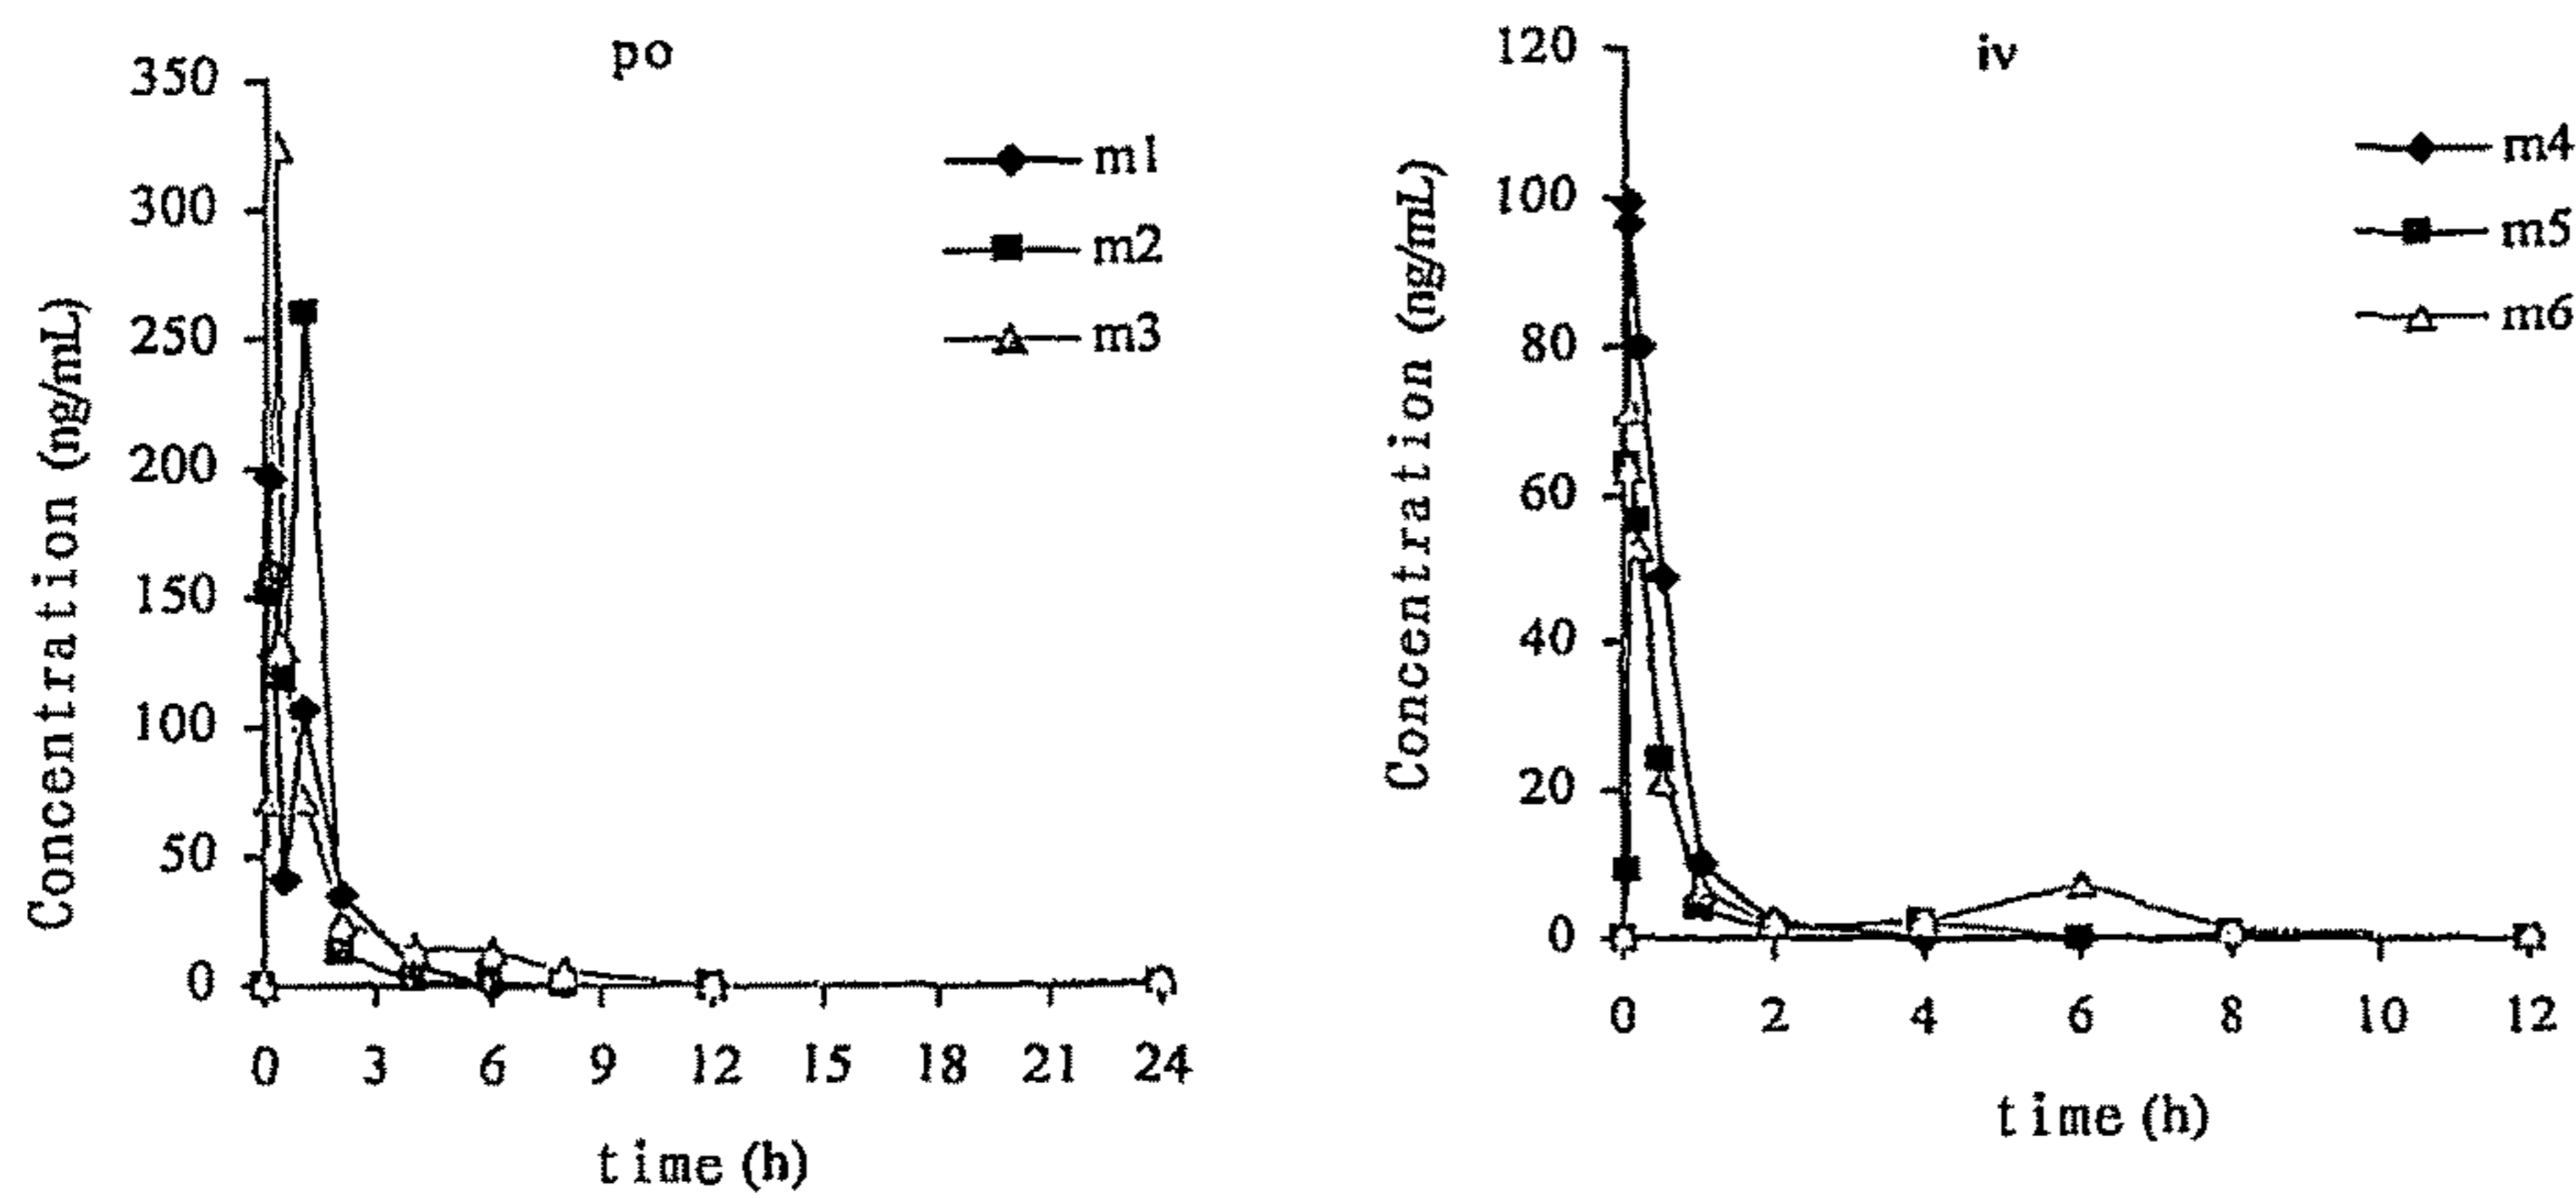 po
350
300
250
200
150
100
50
0
Concentration (ng/mL)
m1
m2
m3
0 3 6 9 12 15 18 21 24
time (h)
iv
120
100
80
60
40
20
0
Concentration (ng/mL)
m4
m5
m6
0 2 4 6 8 10 12
time (h)